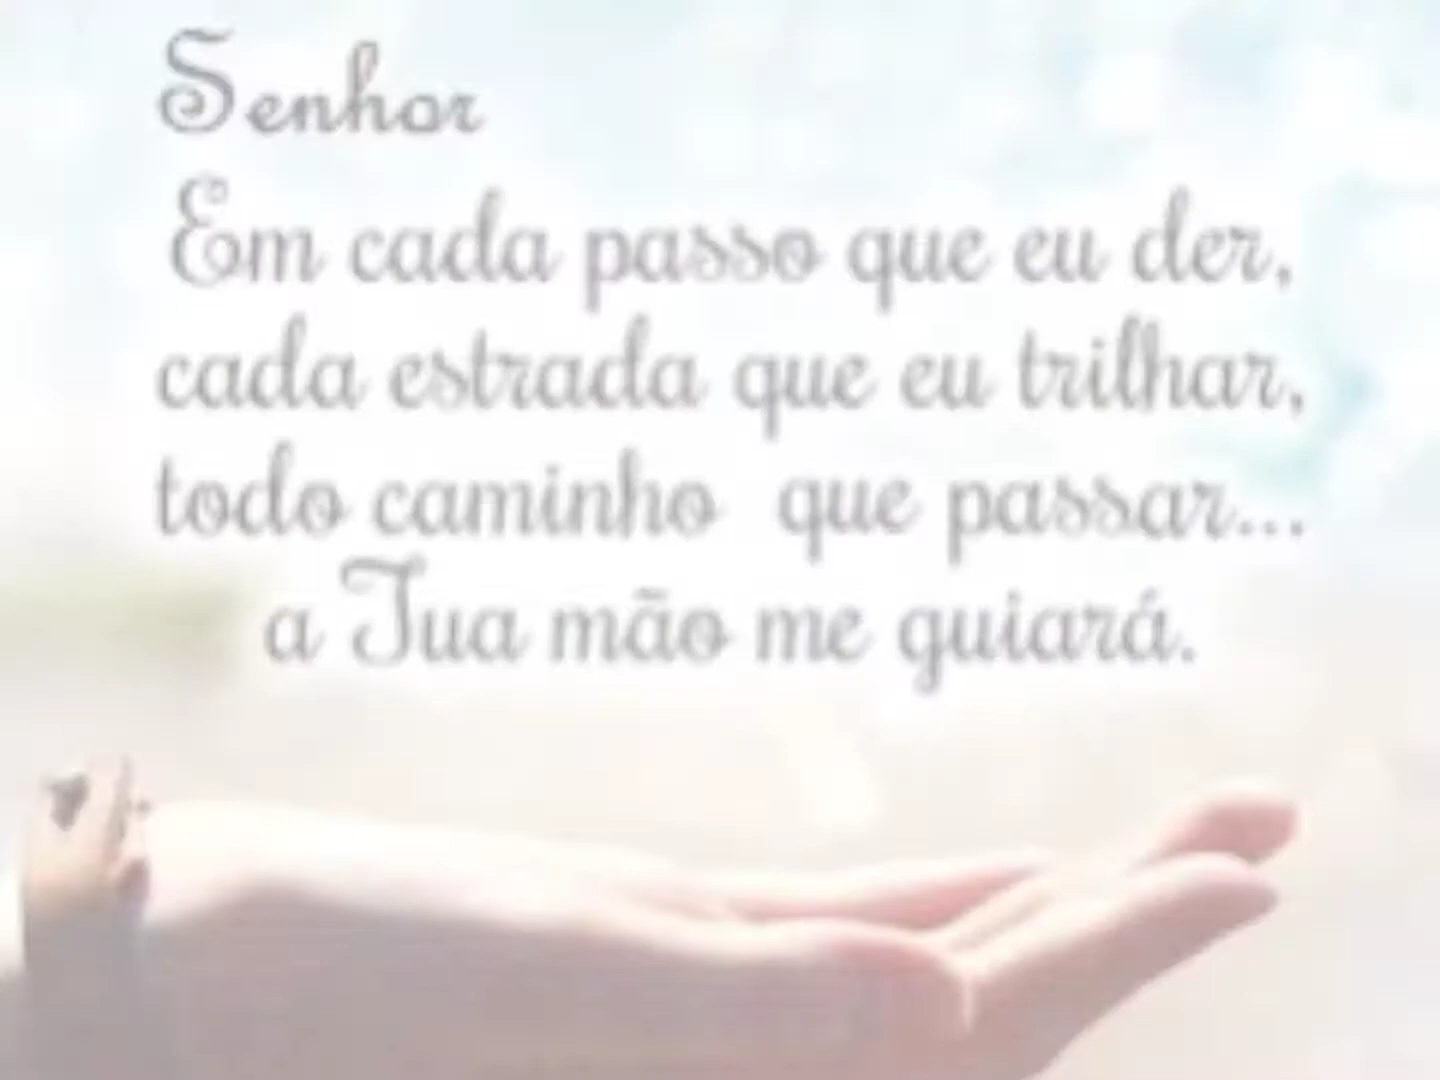 Senhor
Em cada passo que eu der,
cada estrada que eu trilhar,
todo caminho que passar...
a Tua mão me guiará.